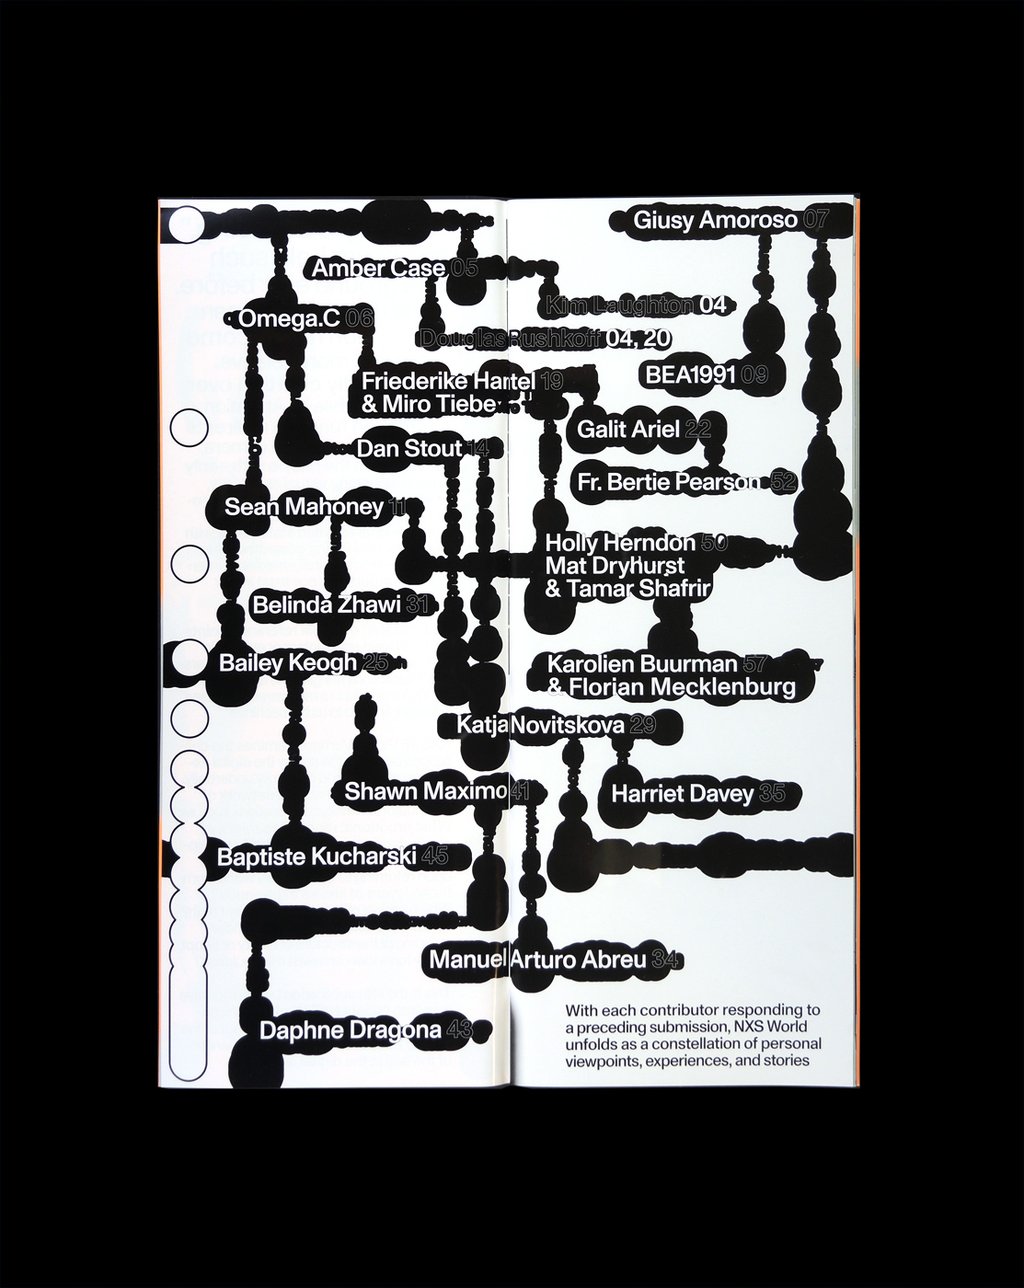 Giusy Amoroso 07
Amber Case 05
Kim Laughton 04
Omega.C 06
Douglas Rushkoff 04, 20
BEA1991 09
Friederike Hantel 19
& Miro Tiebe
Galit Ariel 22
Dan Stout 14
Fr. Bertie Pearson 52
Sean Mahoney 11
Holly Herndon 50
Mat Dryhurst
& Tamar Shafrir
Belinda Zhawi 31
Bailey Keogh 25
Karolien Buurman 57
& Florian Mecklenburg
Katja Novitskova 29
Shawn Maximo 41
Harriet Davey 35
Baptiste Kucharski 45
Manuel Arturo Abreu 34
With each contributor responding to
a preceding submission, NXS World
unfolds as a constellation of personal
viewpoints, experiences, and stories
Daphne Dragona 43